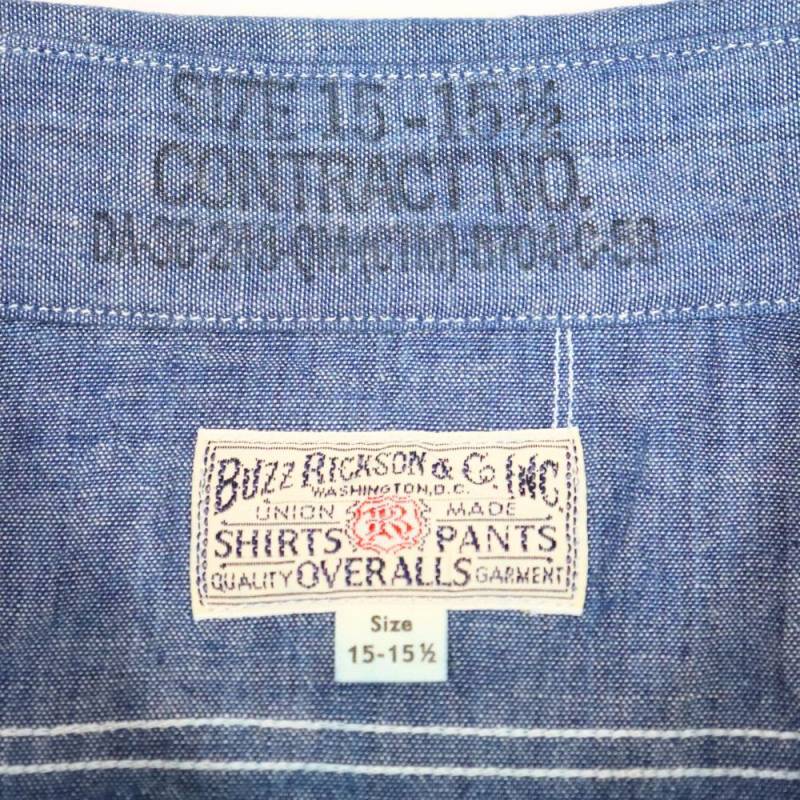 SIZE 15-15½
CONTRACT NO.
DA-30-243-QM(CTM)-8704-C-58
BUZZ RICKSON & Co. INC
WASHINGTON, D.C.
UNION R MADE
SHIRTS PANTS
QUALITY OVERALLS GARMENT
Size
15-15½